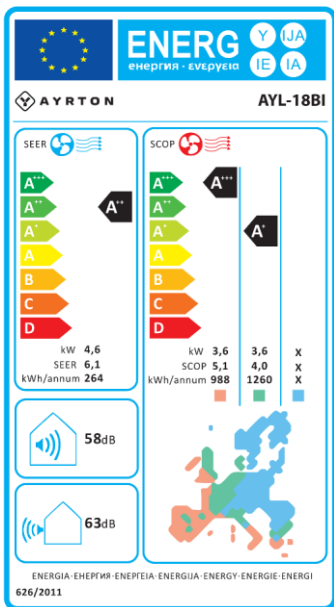 ENERG Y IJA
енергия · ενεργεια IE IA
AYRTON AYL-18BI
SEER SCOP
A+++ A+++ A+++
A++ A++ A++
A+ A+ A+
A A
B B
C C
D D
kW 4,6 kW 3,6 3,6 X
SEER 6,1 SCOP 5,1 4,0 X
kWh/annum 264 kWh/annum 988 1260 X
58dB
63dB
ENERGIA·ЕНЕРГИЯ·ΕΝΕΡΓΕΙΑ·ENERGIJA·ENERGY·ENERGIE·ENERGI
626/2011